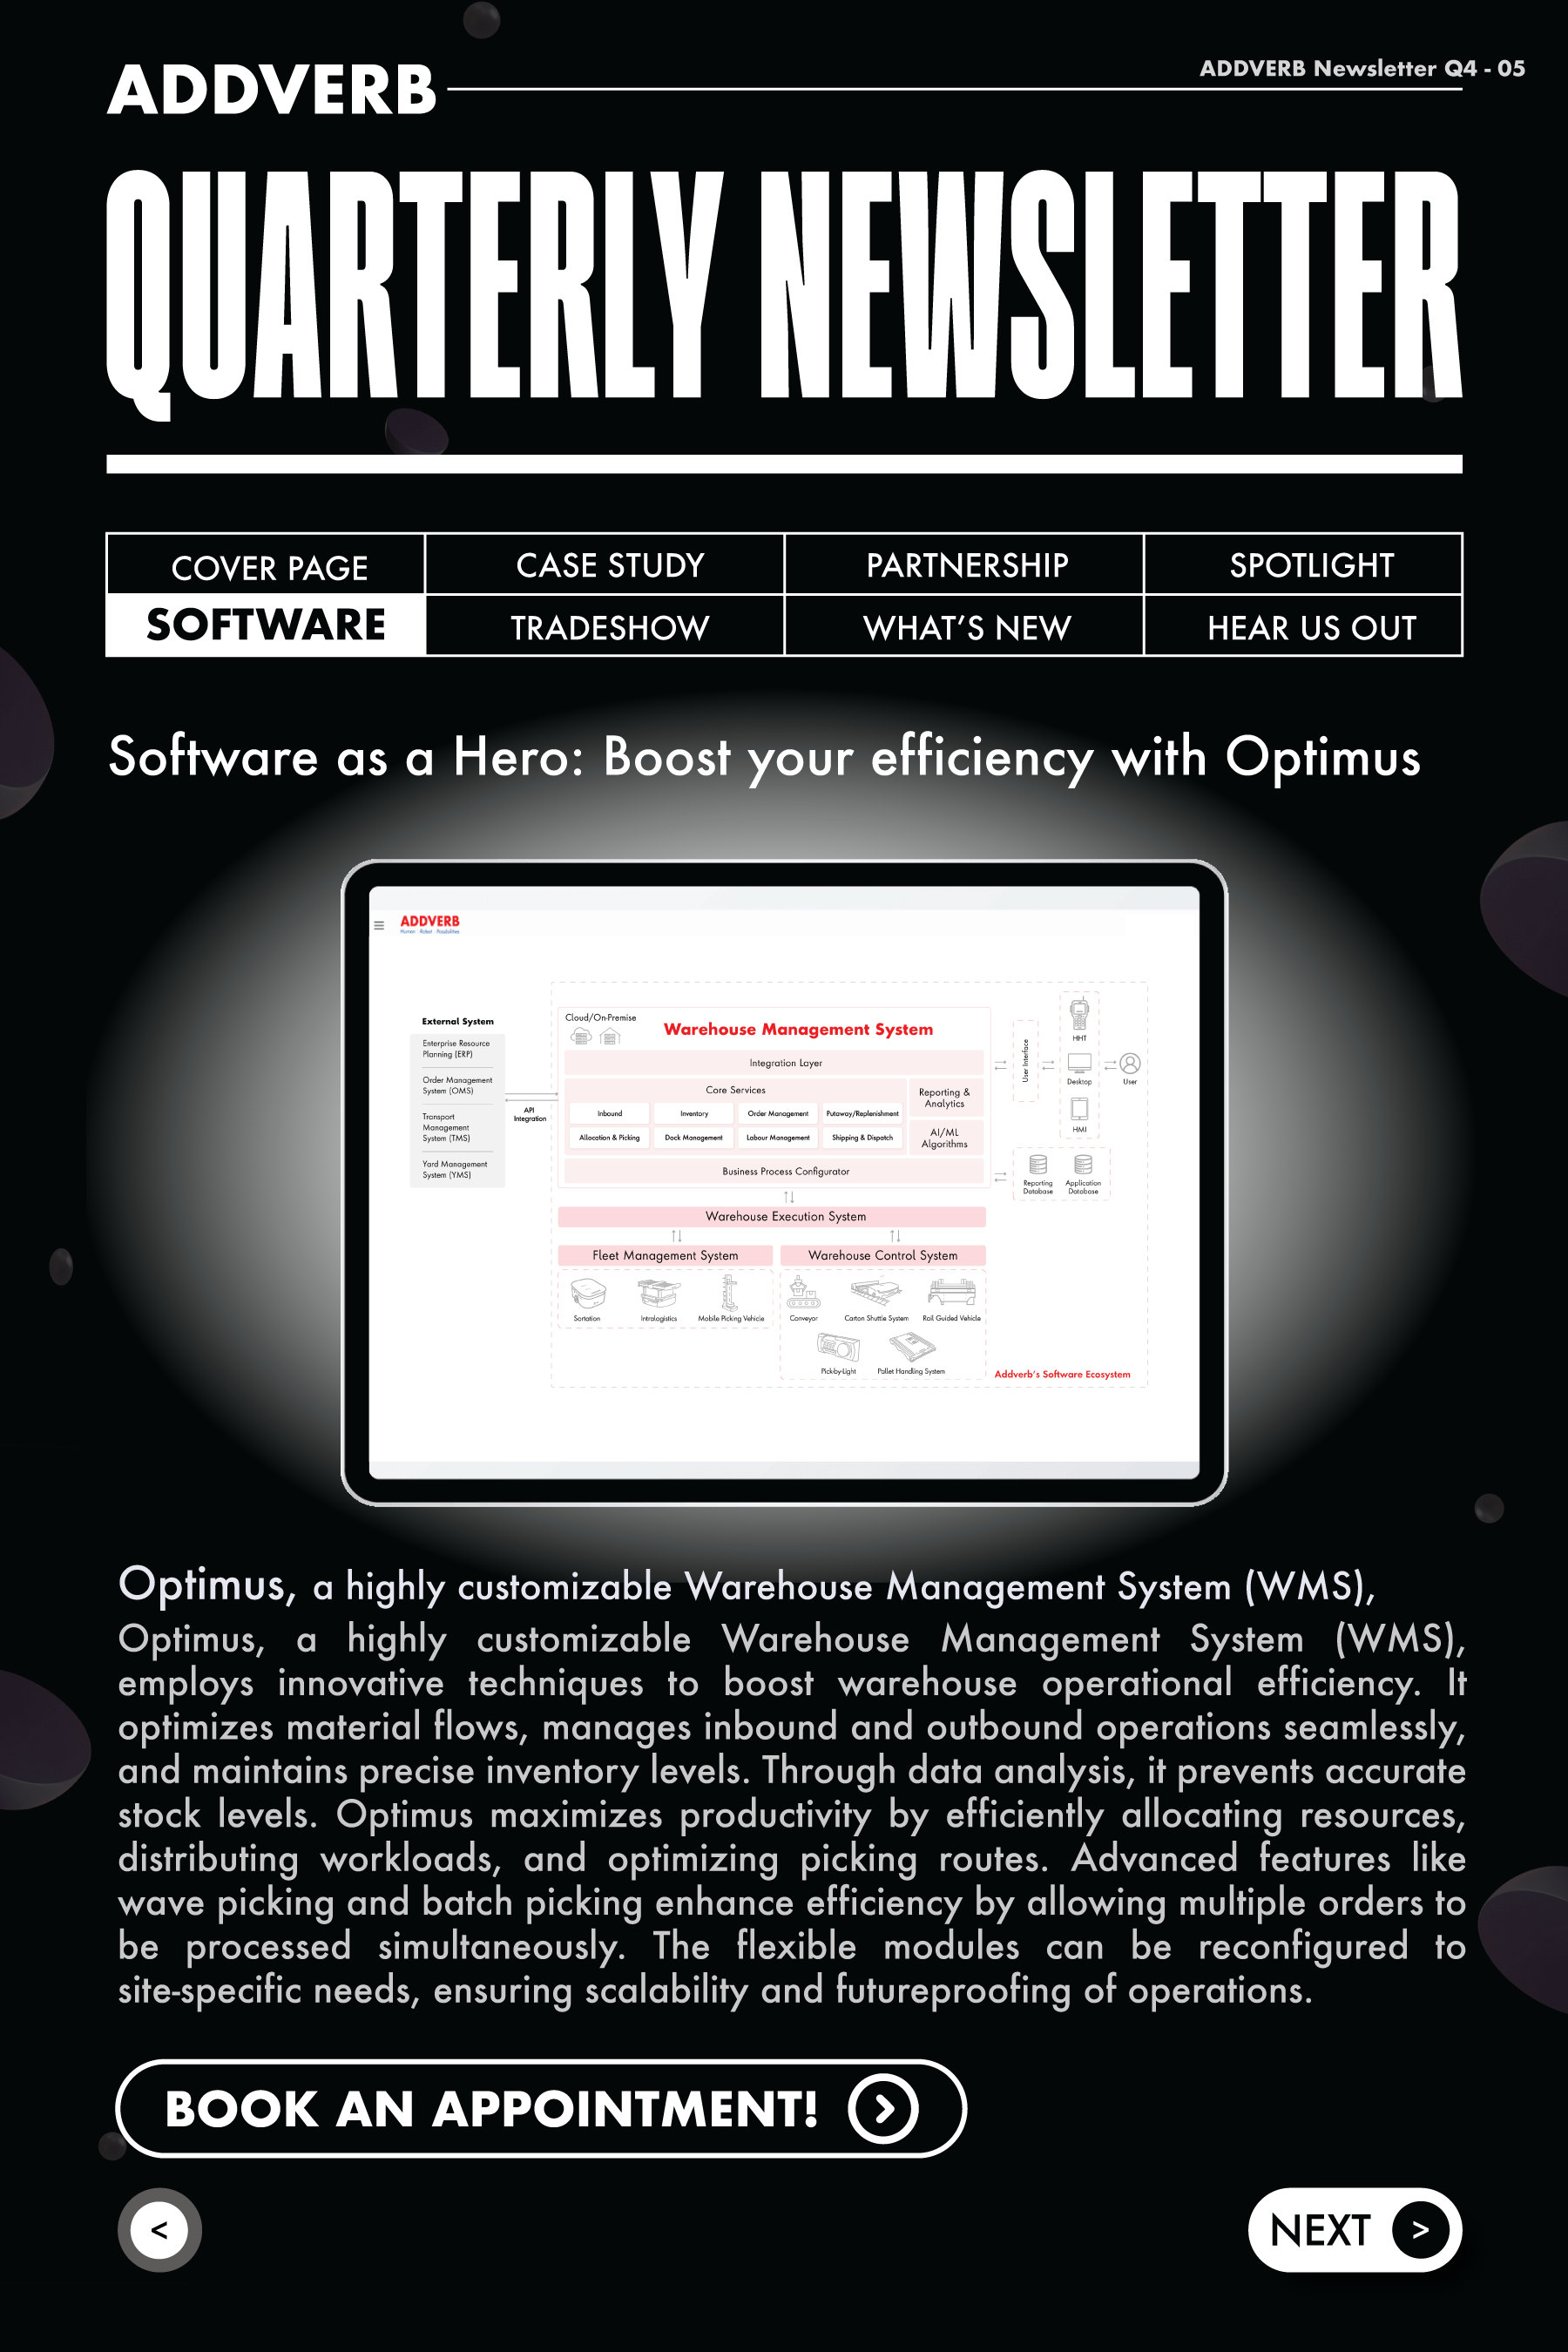 ADDVERB
ADDVERB Newsletter Q4 - 05
QUARTERLY NEWSLETTER
COVER PAGE
CASE STUDY
PARTNERSHIP
SPOTLIGHT
SOFTWARE
TRADESHOW
WHAT'S NEW
HEAR US OUT
Software as a Hero: Boost your efficiency with Optimus
ADDVERB
Human · Robot · Possibilities
External System
Enterprise Resource
Planning (ERP)
Order Management
System (OMS)
Transport
Management
System (TMS)
Yard Management
System (YMS)
API
Integration
Cloud/On-Premise
Warehouse Management System
Integration Layer
Core Services
Inbound
Inventory
Order Management
Putaway/Replenishment
Allocation & Picking
Dock Management
Labour Management
Shipping & Dispatch
Reporting &
Analytics
AI/ML
Algorithms
Business Process Configurator
User Interface
HHT
Desktop
HMI
User
Reporting
Database
Application
Database
Warehouse Execution System
Fleet Management System
Warehouse Control System
Sortation
Intralogistics
Mobile Picking Vehicle
Conveyor
Carton Shuttle System
Rail Guided Vehicle
Pick-by-Light
Pallet Handling System
Addverb's Software Ecosystem
Optimus, a highly customizable Warehouse Management System (WMS),
Optimus, a highly customizable Warehouse Management System (WMS),
employs innovative techniques to boost warehouse operational efficiency. It
optimizes material flows, manages inbound and outbound operations seamlessly,
and maintains precise inventory levels. Through data analysis, it prevents accurate
stock levels. Optimus maximizes productivity by efficiently allocating resources,
distributing workloads, and optimizing picking routes. Advanced features like
wave picking and batch picking enhance efficiency by allowing multiple orders to
be processed simultaneously. The flexible modules can be reconfigured to
site-specific needs, ensuring scalability and futureproofing of operations.
BOOK AN APPOINTMENT!
<
NEXT >